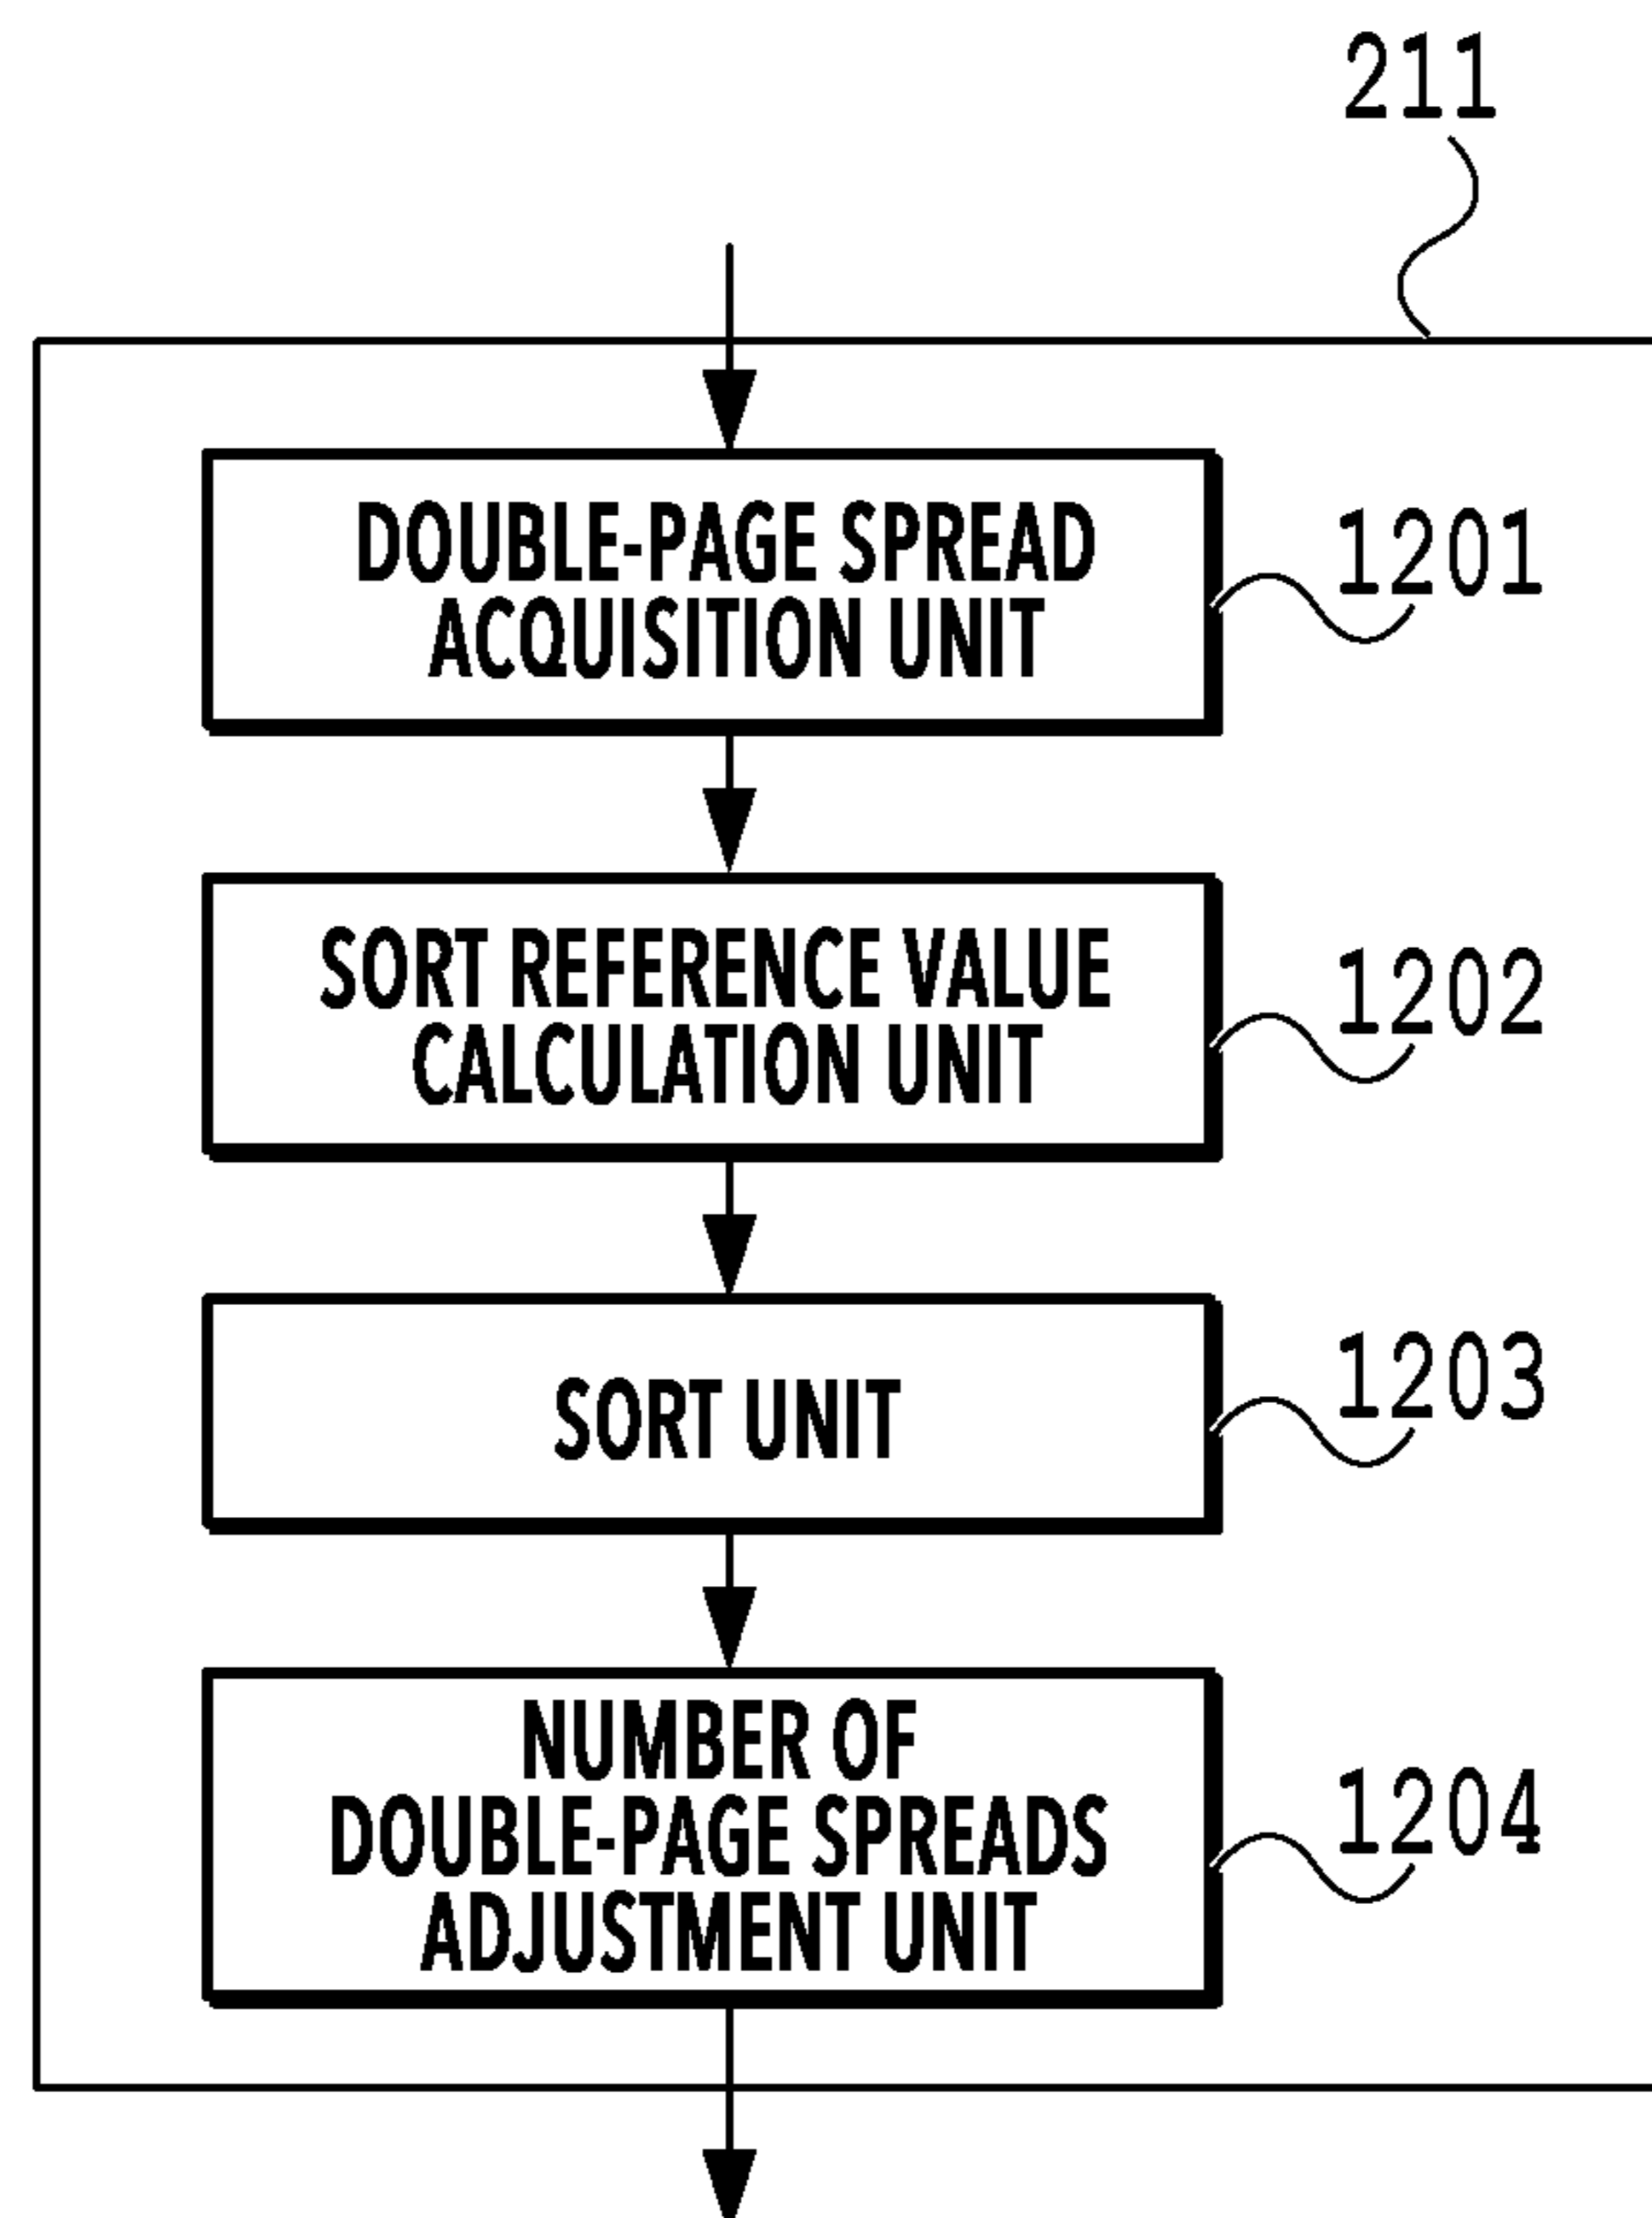 211
DOUBLE-PAGE SPREAD
ACQUISITION UNIT
1201
SORT REFERENCE VALUE
CALCULATION UNIT
1202
SORT UNIT
1203
NUMBER OF
DOUBLE-PAGE SPREADS
ADJUSTMENT UNIT
1204